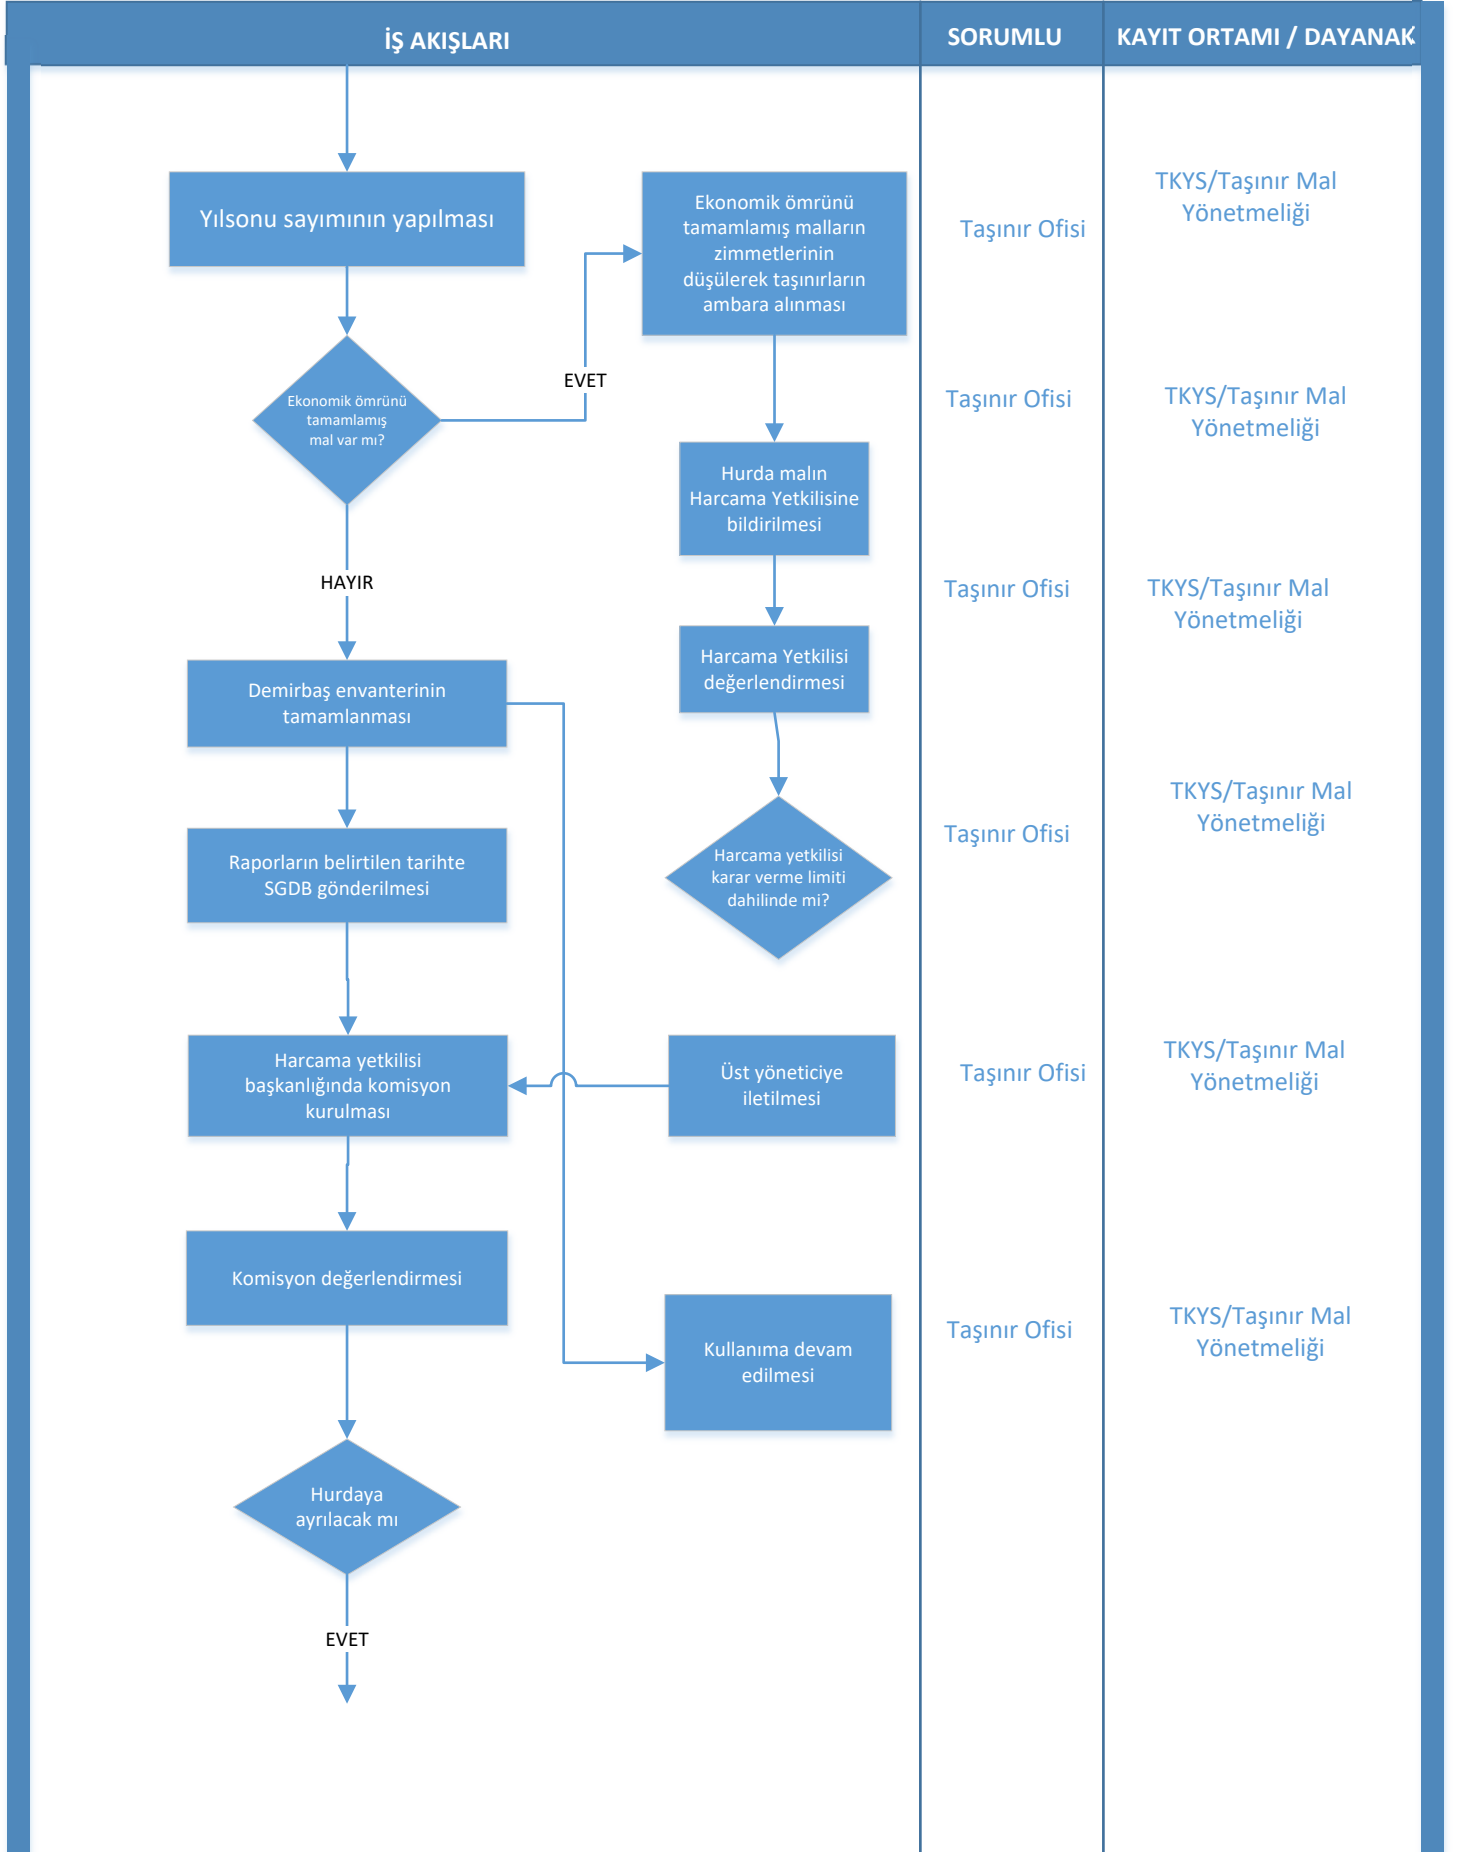 İŞ AKIŞLARI
SORUMLU
KAYIT ORTAMI / DAYANAK
Yılsonu sayımının yapılması
Ekonomik ömrünü
tamamlamış malların
zimmetlerinin
düşülerek taşınırların
ambara alınması
Taşınır Ofisi
TKYS/Taşınır Mal
Yönetmeliği
Ekonomik ömrünü
tamamlamış
mal var mı?
EVET
Taşınır Ofisi
TKYS/Taşınır Mal
Yönetmeliği
Hurda malın
Harcama Yetkilisine
bildirilmesi
HAYIR
Taşınır Ofisi
TKYS/Taşınır Mal
Yönetmeliği
Demirbaş envanterinin
tamamlanması
Harcama Yetkilisi
değerlendirmesi
Raporların belirtilen tarihte
SGDB gönderilmesi
Harcama yetkilisi
karar verme limiti
dahilinde mi?
Taşınır Ofisi
TKYS/Taşınır Mal
Yönetmeliği
Harcama yetkilisi
başkanlığında komisyon
kurulması
Üst yöneticiye
iletilmesi
Taşınır Ofisi
TKYS/Taşınır Mal
Yönetmeliği
Komisyon değerlendirmesi
Kullanıma devam
edilmesi
Taşınır Ofisi
TKYS/Taşınır Mal
Yönetmeliği
Hurdaya
ayrılacak mı
EVET